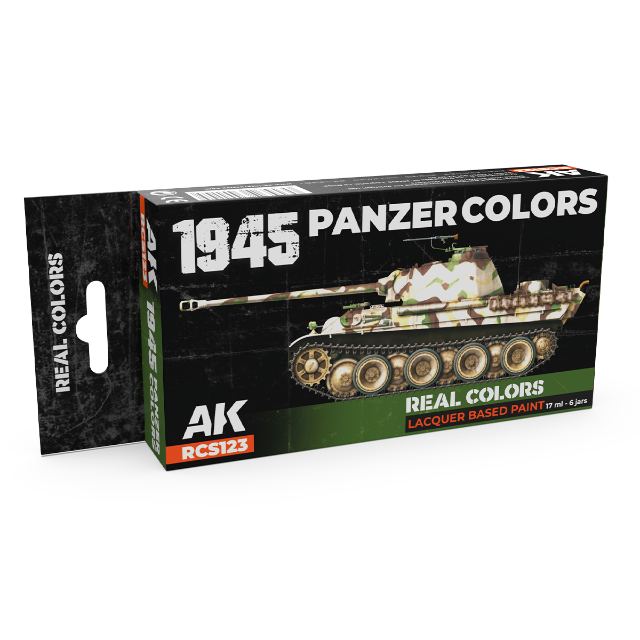 REAL COLORS
AK
1945 PANZER COLORS
1945 PANZER COLORS
AK
RCS123
REAL COLORS
LACQUER BASED PAINT 17 ml - 6 jars